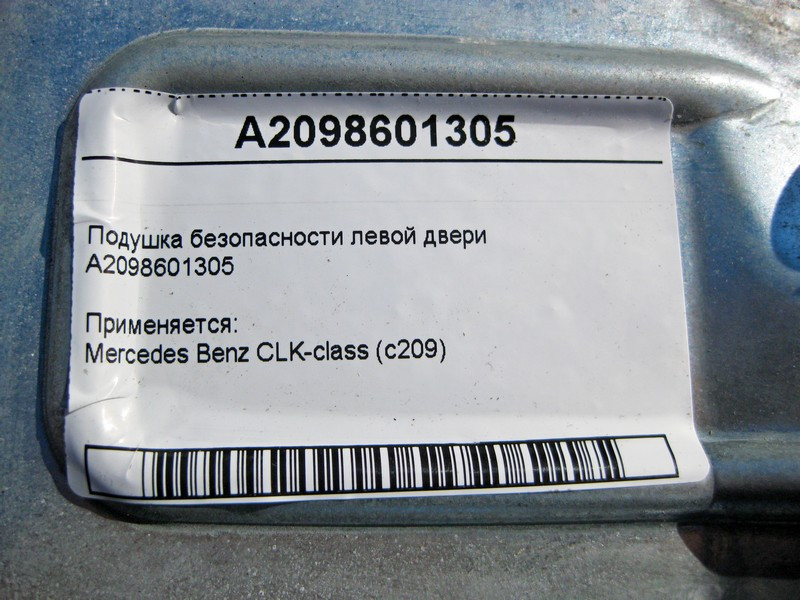 A2098601305
Подушка безопасности левой двери
A2098601305
Применяется:
Mercedes Benz CLK-class (c209)